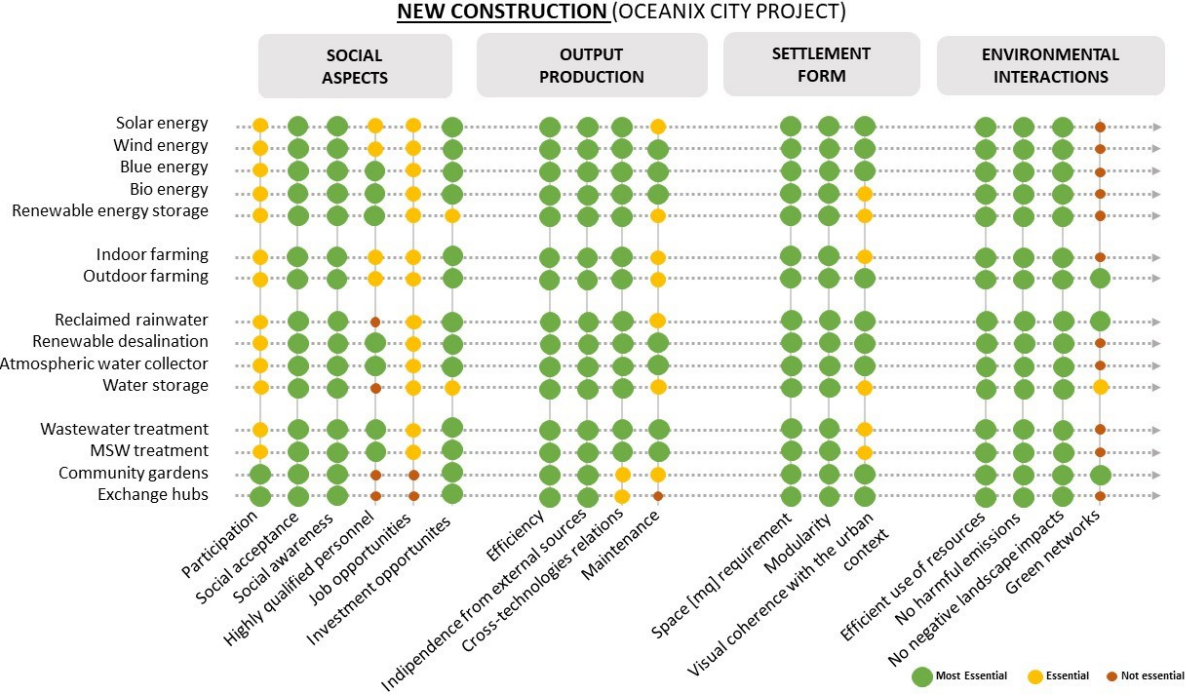 NEW CONSTRUCTION (OCEANIX CITY PROJECT)
SOCIAL
ASPECTS
OUTPUT
PRODUCTION
SETTLEMENT
FORM
ENVIRONMENTAL
INTERACTIONS
Solar energy
Wind energy
Blue energy
Bio energy
Renewable energy storage
Indoor farming
Outdoor farming
Reclaimed rainwater
Renewable desalination
Atmospheric water collector
Water storage
Wastewater treatment
MSW treatment
Community gardens
Exchange hubs
Participation
Social acceptance
Social awareness
Highly qualified personnel
Job opportunities
Investment opportunites
Efficiency
Indipendence from external sources
Cross-technologies relations
Maintenance
Space [mq] requirement
Modularity
Visual coherence with the urban
context
Efficient use of resources
No harmful emissions
No negative landscape impacts
Green networks
Most Essential
Essential
Not essential